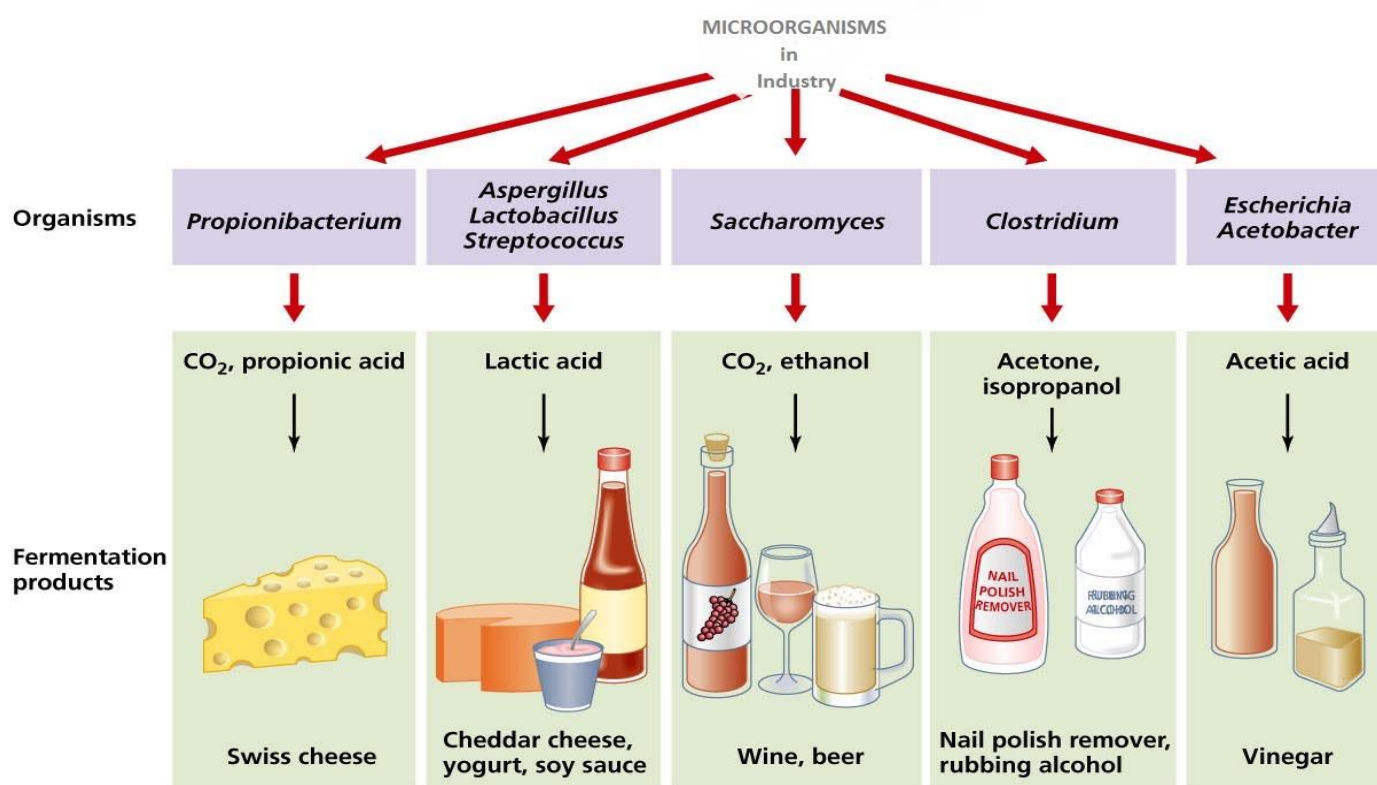 MICROORGANISMS
in
Industry
Organisms
Propionibacterium
Aspergillus
Lactobacillus
Streptococcus
Saccharomyces
Clostridium
Escherichia
Acetobacter
Fermentation
products
CO₂, propionic acid
Lactic acid
CO₂, ethanol
Acetone,
isopropanol
Acetic acid
NAIL
POLISH
REMOVER
RUBBING
ALCOHOL
Swiss cheese
Cheddar cheese,
yogurt, soy sauce
Wine, beer
Nail polish remover,
rubbing alcohol
Vinegar